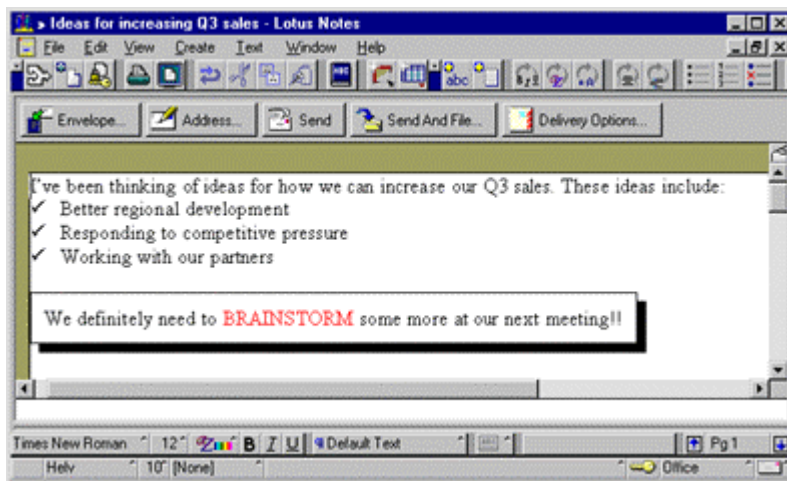 Ideas for increasing Q3 sales - Lotus Notes
File Edit View Create Text Window Help
abc
Envelope... Address... Send Send And File... Delivery Options...
I've been thinking of ideas for how we can increase our Q3 sales. These ideas include:
✓ Better regional development
✓ Responding to competitive pressure
✓ Working with our partners
We definitely need to BRAINSTORM some more at our next meeting!!
Times New Roman 12 B I U ¶ Default Text Pg 1
Helv 10 [None] Office